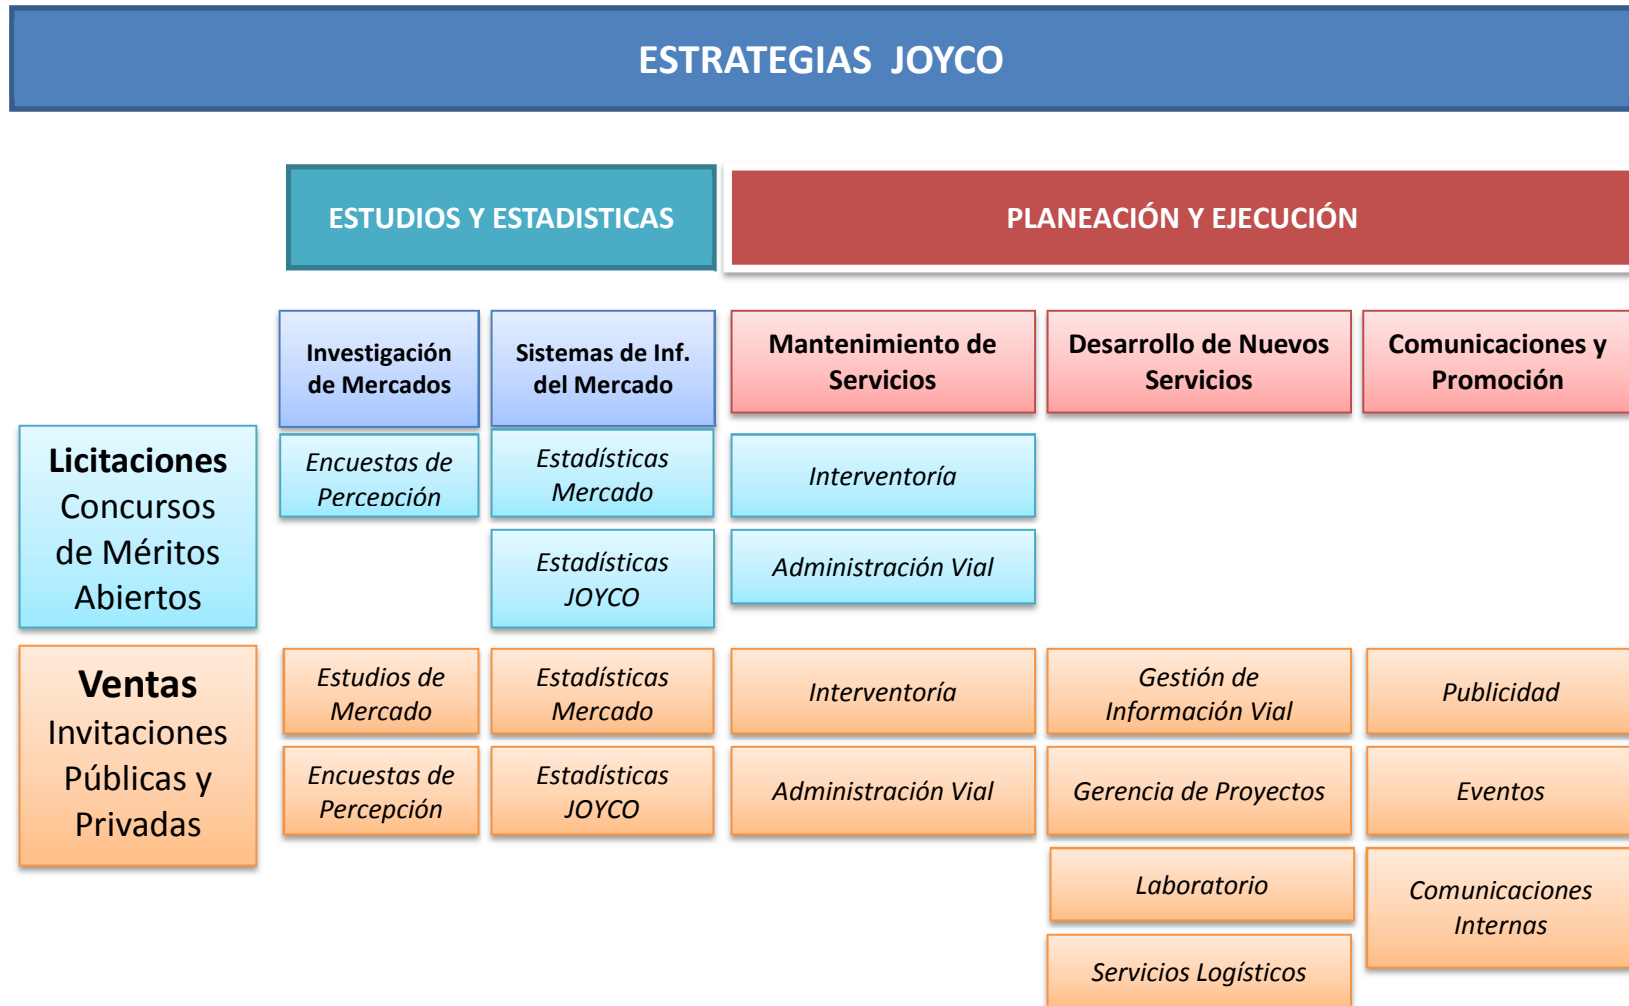 ESTRATEGIAS JOYCO
ESTUDIOS Y ESTADISTICAS
PLANEACIÓN Y EJECUCIÓN
Investigación
de Mercados
Sistemas de Inf.
del Mercado
Mantenimiento de
Servicios
Desarrollo de Nuevos
Servicios
Comunicaciones y
Promoción
Licitaciones
Concursos
de Méritos
Abiertos
Encuestas de
Percepción
Estadísticas
Mercado
Interventoría
Estadísticas
JOYCO
Administración Vial
Ventas
Invitaciones
Públicas y
Privadas
Estudios de
Mercado
Estadísticas
Mercado
Interventoría
Gestión de
Información Vial
Publicidad
Encuestas de
Percepción
Estadísticas
JOYCO
Administración Vial
Gerencia de Proyectos
Eventos
Laboratorio
Comunicaciones
Internas
Servicios Logísticos